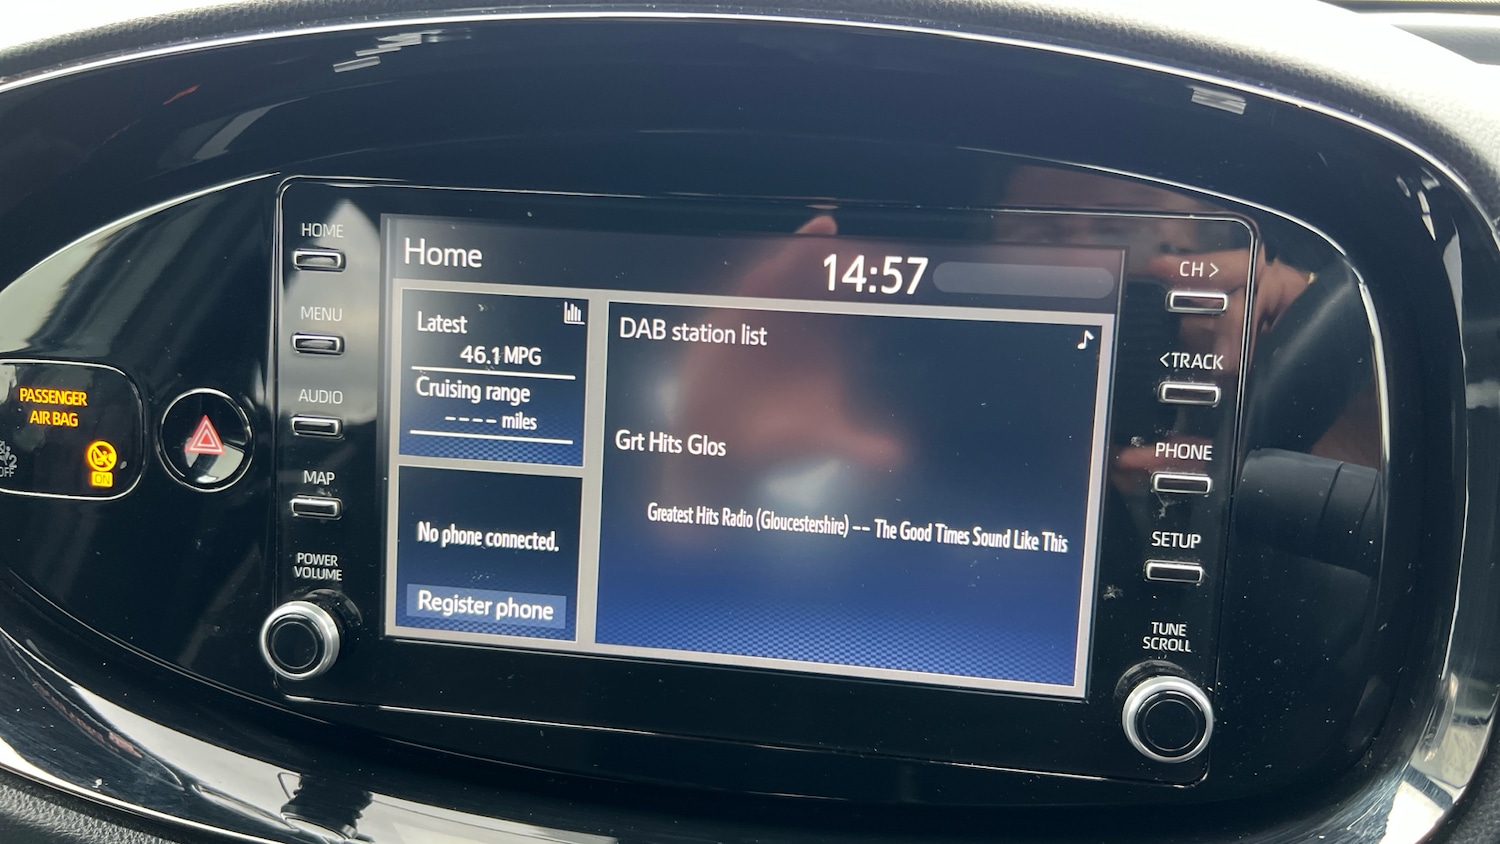 HOME
MENU
AUDIO
MAP
POWER
VOLUME
PASSENGER
AIR BAG
ON
OFF
Home
14:57
Latest
46.1 MPG
Cruising range
---- miles
No phone connected.
Register phone
DAB station list
Grt Hits Glos
Greatest Hits Radio (Gloucestershire) -- The Good Times Sound Like This
CH >
<TRACK
PHONE
SETUP
TUNE
SCROLL